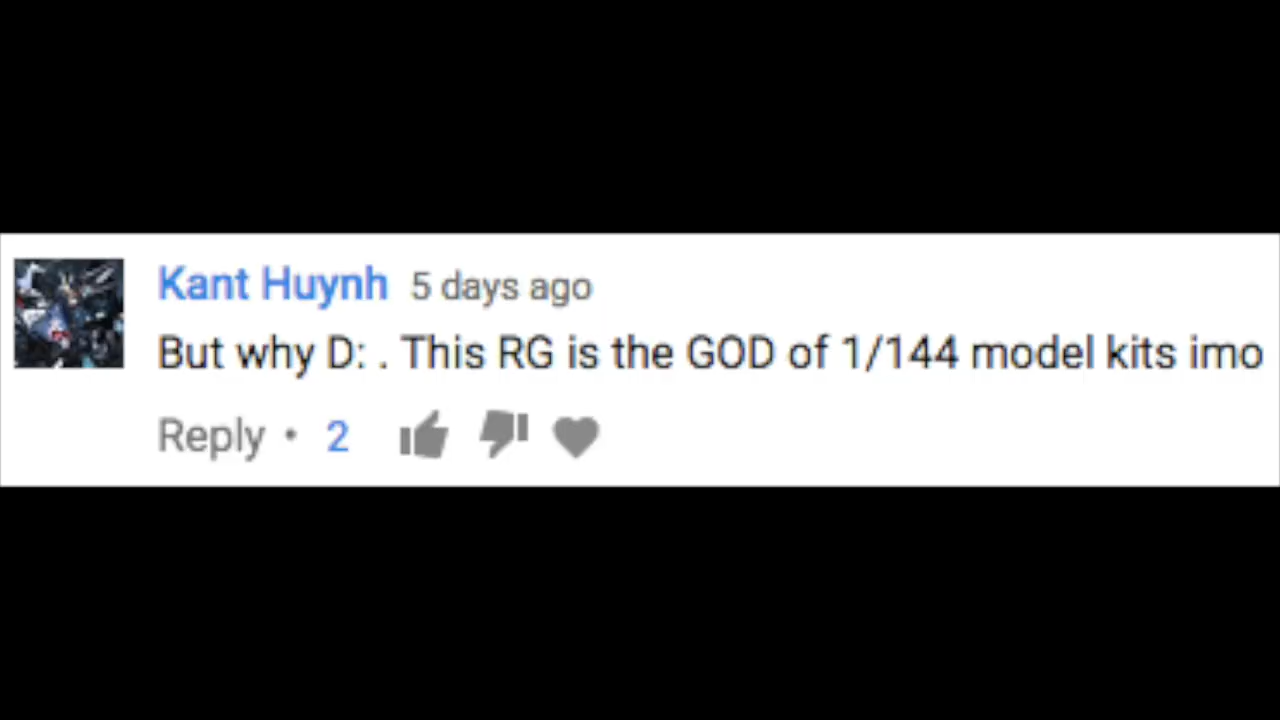 Kant Huynh 5 days ago
But why D: . This RG is the GOD of 1/144 model kits imo
Reply • 2